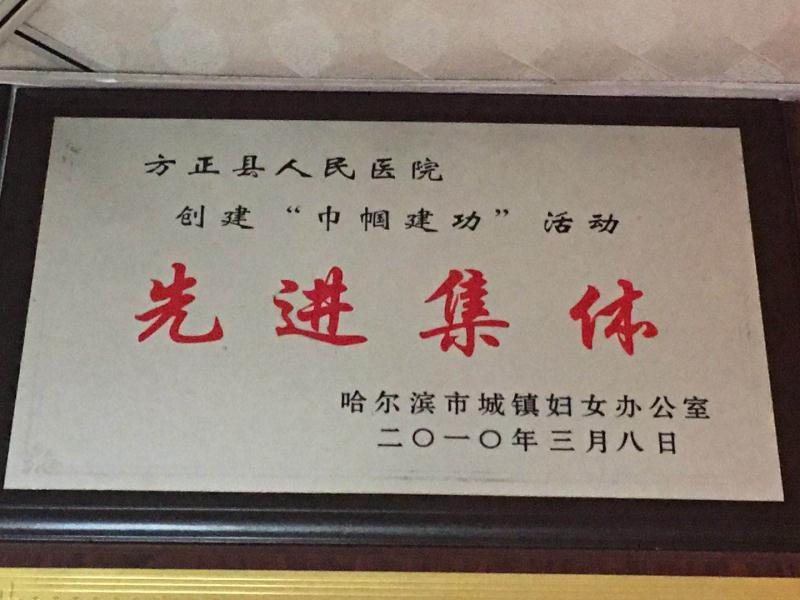 方正县人民医院
创建“巾帼建功”活动
先进集体
哈尔滨市城镇妇女办公室
二〇一〇年三月八日